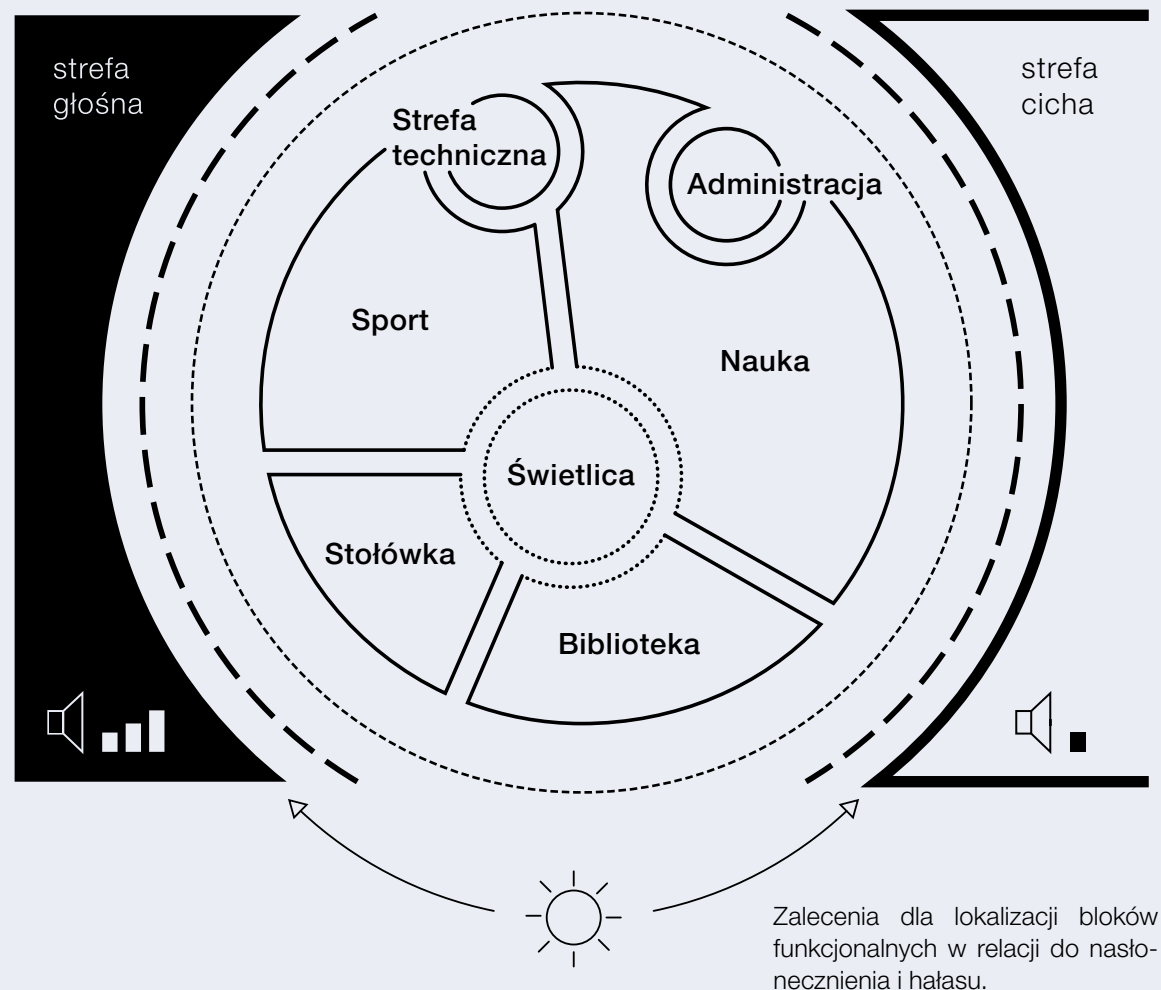 strefa
głośna
strefa
cicha
Strefa
techniczna
Administracja
Sport
Nauka
Świetlica
Stołówka
Biblioteka
Zalecenia dla lokalizacji bloków
funkcjonalnych w relacji do nasło-
necznienia i hałasu.